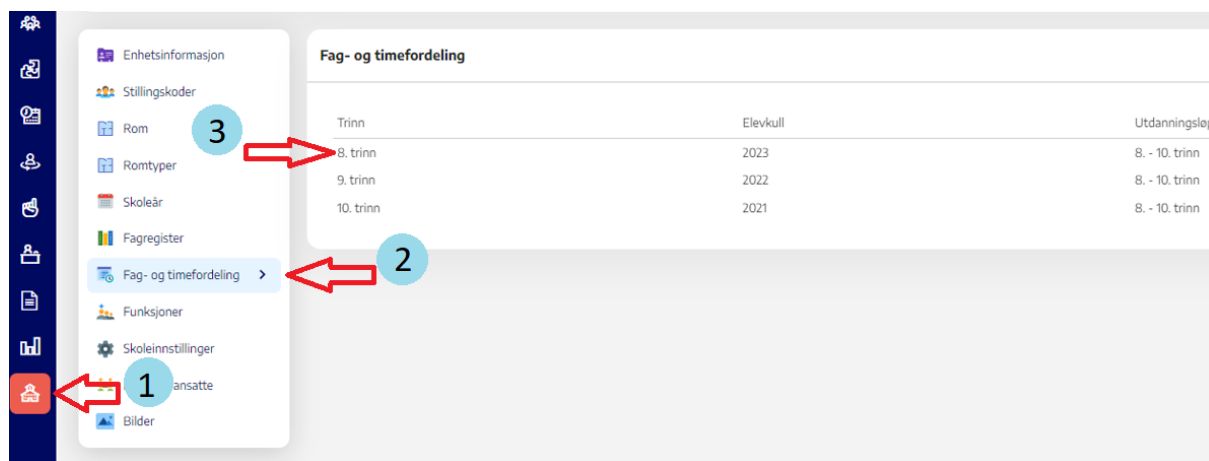 Enhetsinformasjon
Stillingskoder
Rom
3
Romtyper
Skoleår
Fagregister
Fag- og timefordeling
2
Funksjoner
Skoleinnstillinger
1
ansatte
Bilder
Fag- og timefordeling
Trinn Elevkull Utdanningsløp
8. trinn 2023 8. - 10. trinn
9. trinn 2022 8. - 10. trinn
10. trinn 2021 8. - 10. trinn